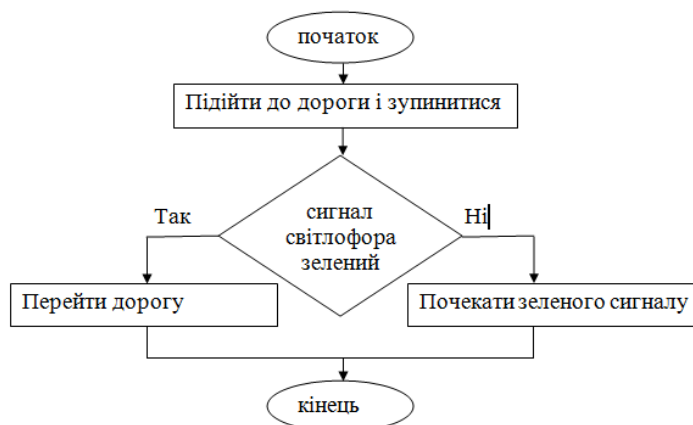 початок
Підійти до дороги і зупинитися
Так
сигнал
світлофора
зелений
Ні
Перейти дорогу
Почекати зеленого сигналу
кінець